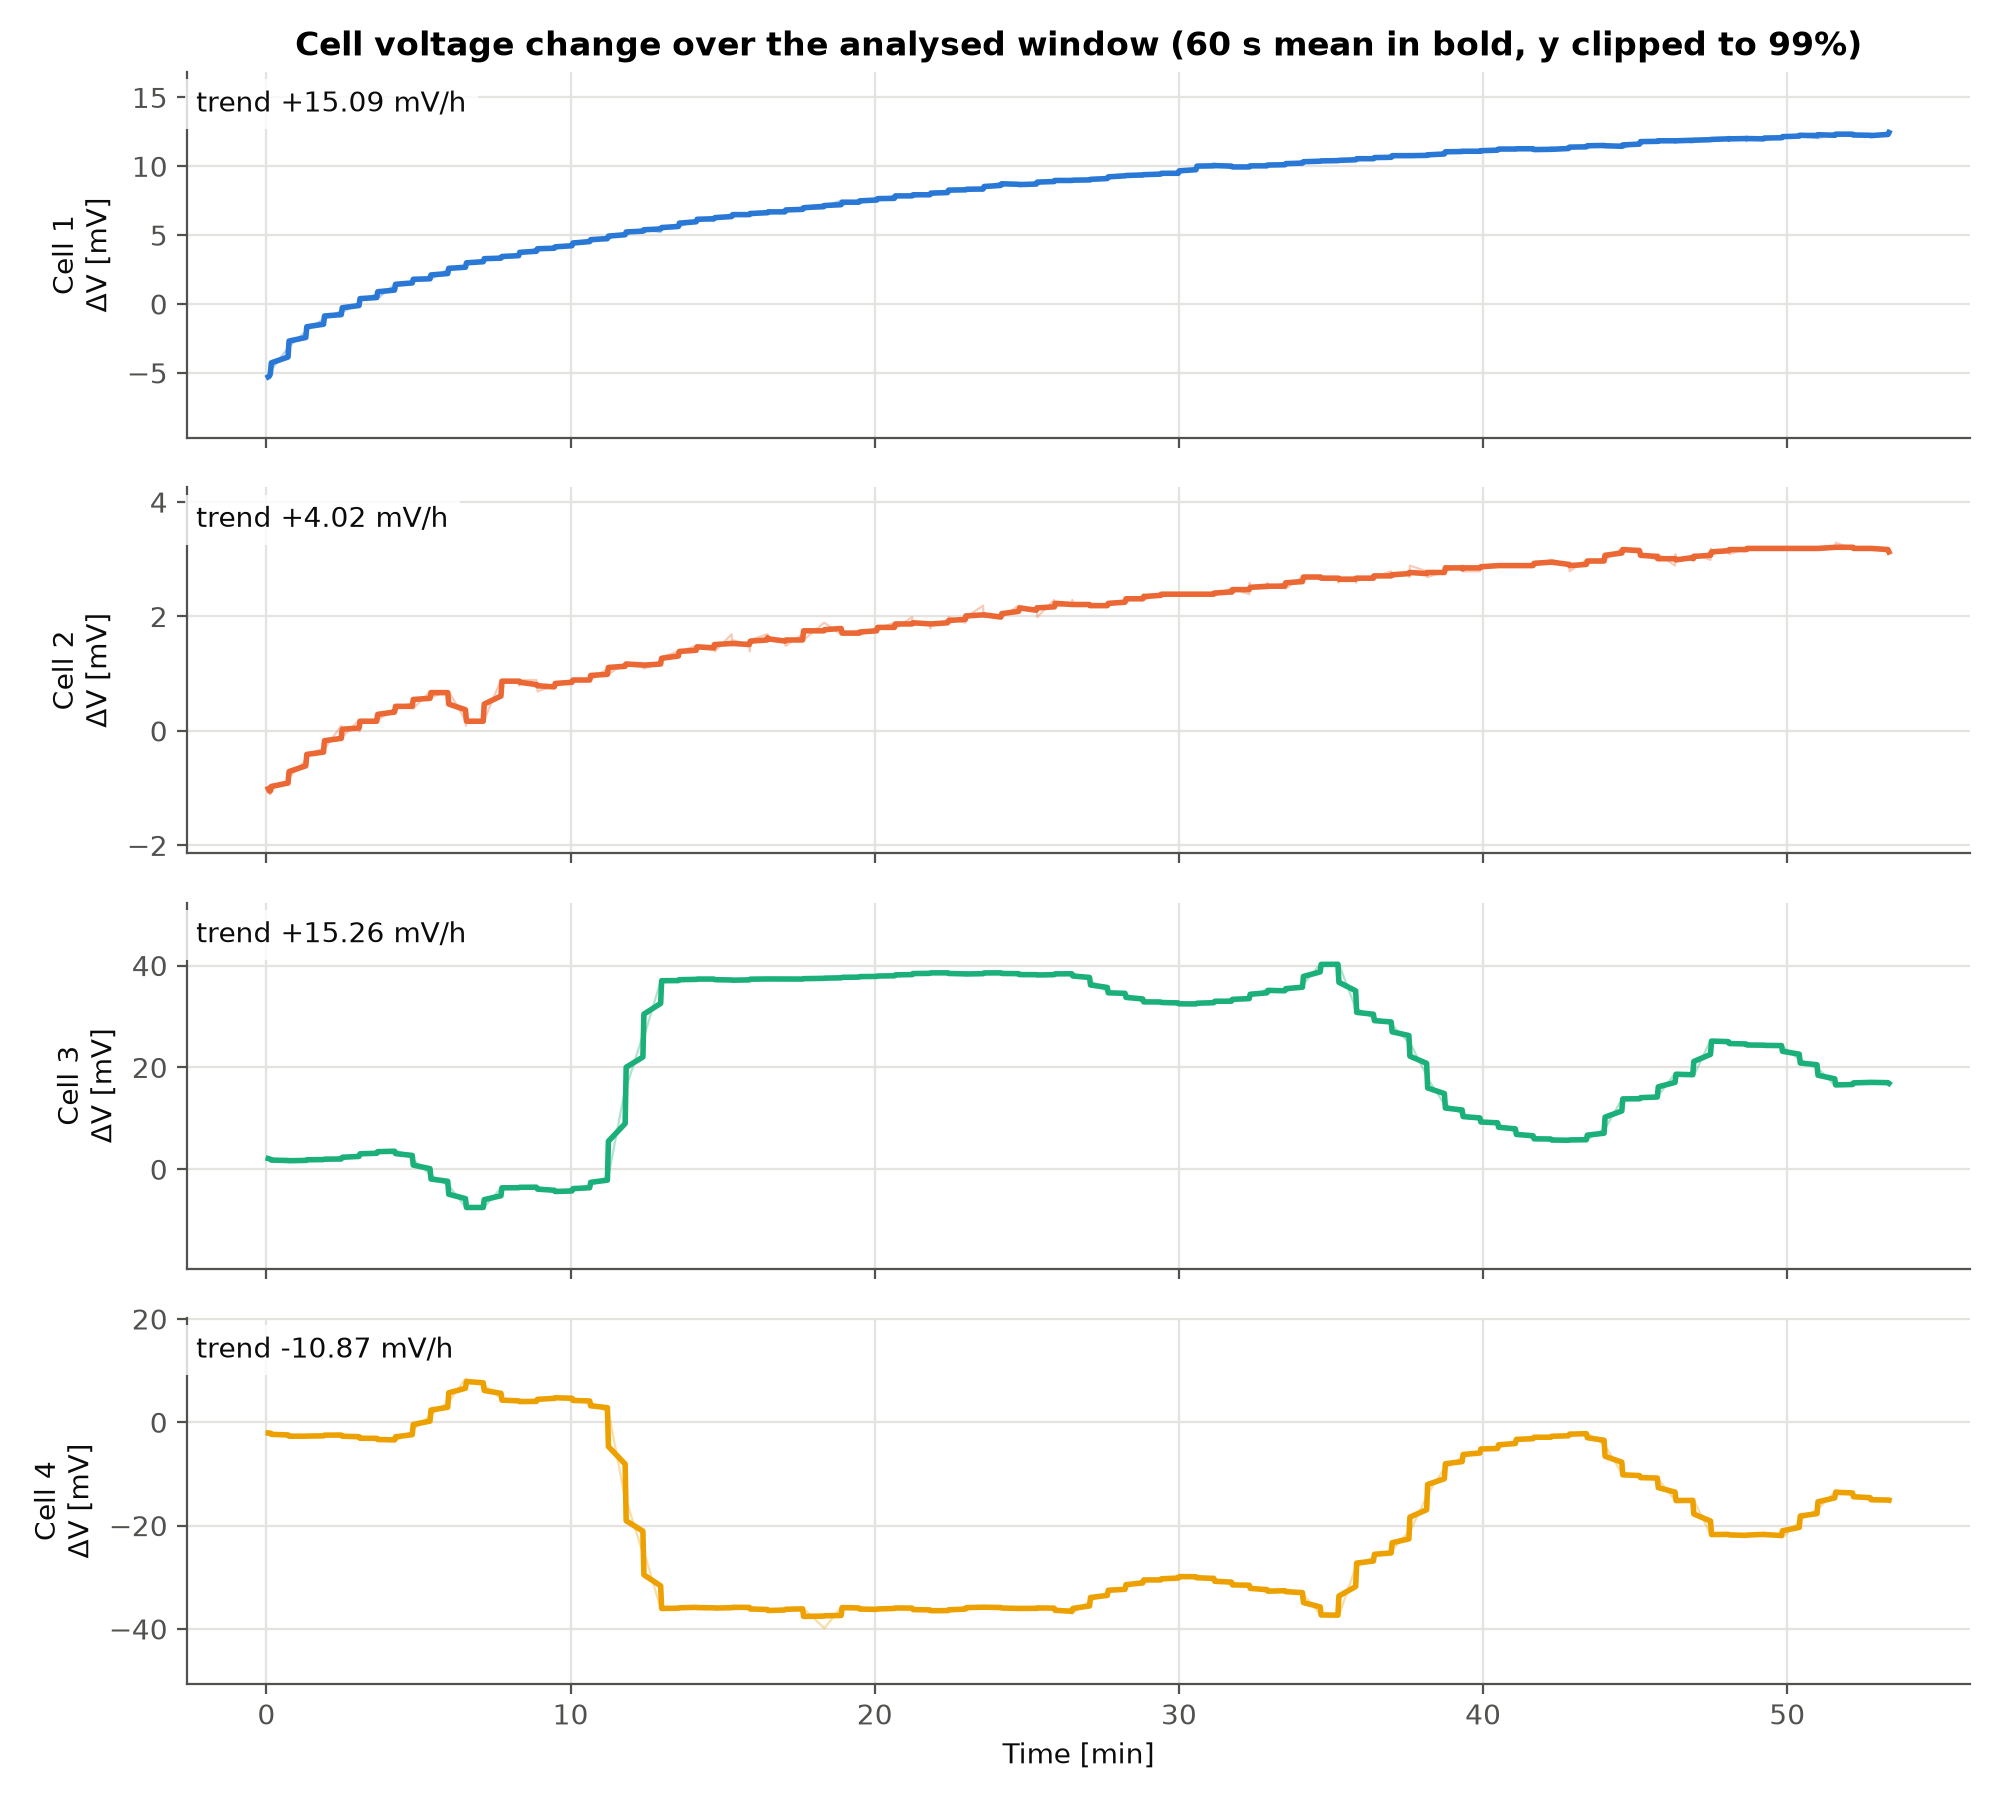 Cell voltage change over the analysed window (60 s mean in bold, y clipped to 99%)
trend +15.09 mV/h
15
10
5
0
−5
Cell 1
ΔV [mV]
trend +4.02 mV/h
4
2
0
−2
Cell 2
ΔV [mV]
trend +15.26 mV/h
40
20
0
Cell 3
ΔV [mV]
trend -10.87 mV/h
20
0
−20
−40
Cell 4
ΔV [mV]
0 10 20 30 40 50
Time [min]